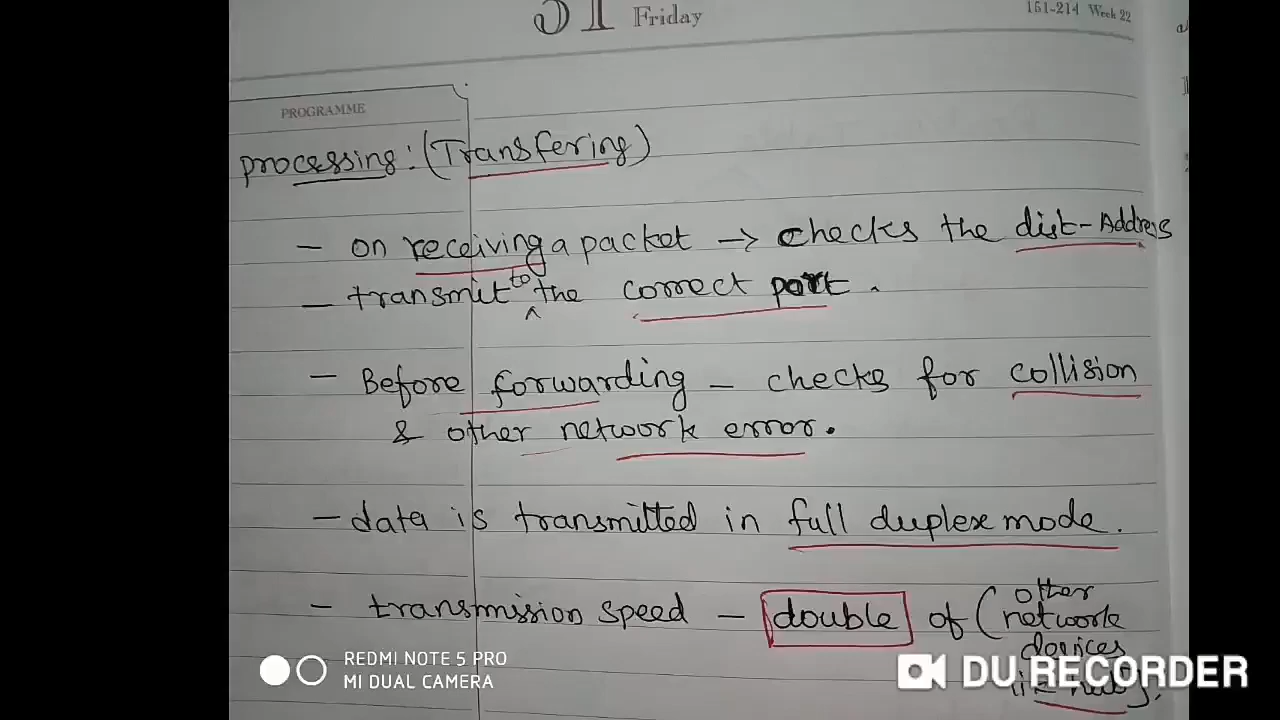 31 Friday
151-214 Week 22
PROGRAMME
processing: (Transfering)
- on receiving a packet → checks the dist-Address
- transmit to the correct port.
- Before forwarding - checks for collision
& other network error.
- data is transmitted in full duplex mode.
- transmission speed - double of (other
network
devices
REDMI NOTE 5 PRO
MI DUAL CAMERA
DU RECORDER